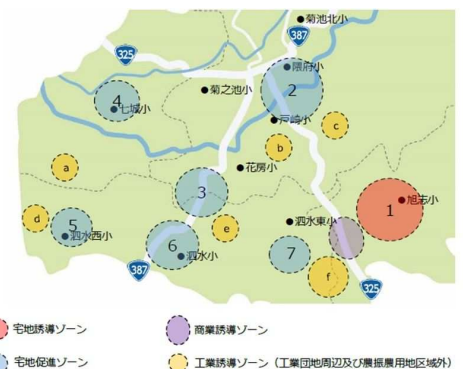 菊池北小
387
325
隈府小
4
七城小
菊之池小
2
戸崎小
c
b
花房小
a
3
旭志小
1
d
5
泗水西小
e
泗水東小
6
泗水小
7
f
387
325
宅地誘導ゾーン
商業誘導ゾーン
宅地促進ゾーン
工業誘導ゾーン（工業団地周辺及び農振農用地区域外）